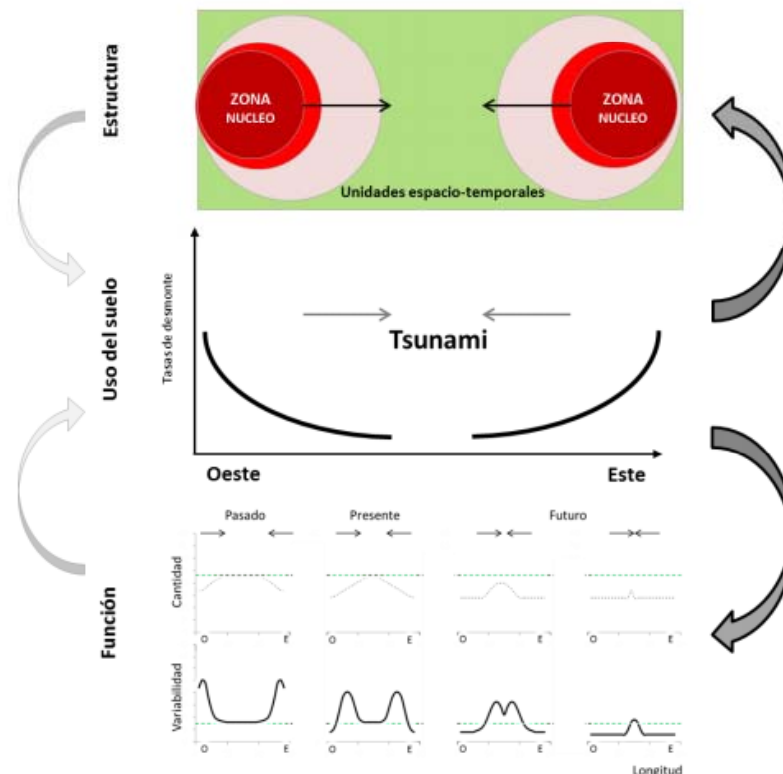 Estructura
ZONA
NUCLEO
ZONA
NUCLEO
Unidades espacio-temporales
Uso del suelo
Tasas de desmonte
Tsunami
Oeste
Este
Función
Pasado
Presente
Futuro
Cantidad
O E
O E
O E
O E
Variabilidad
O E
O E
O E
O E
Longitud